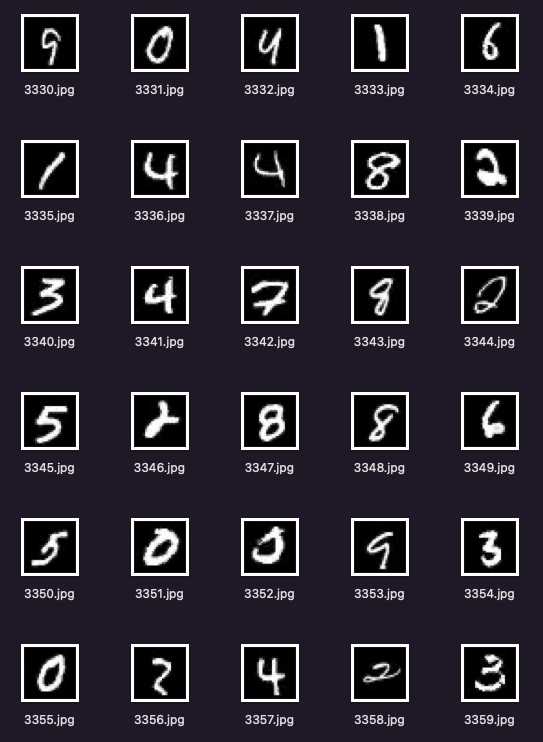 9 0 4 1 6
3330.jpg 3331.jpg 3332.jpg 3333.jpg 3334.jpg
1 4 4 8 2
3335.jpg 3336.jpg 3337.jpg 3338.jpg 3339.jpg
3 4 7 8 2
3340.jpg 3341.jpg 3342.jpg 3343.jpg 3344.jpg
5 2 8 8 6
3345.jpg 3346.jpg 3347.jpg 3348.jpg 3349.jpg
5 0 0 9 3
3350.jpg 3351.jpg 3352.jpg 3353.jpg 3354.jpg
0 2 4 2 3
3355.jpg 3356.jpg 3357.jpg 3358.jpg 3359.jpg